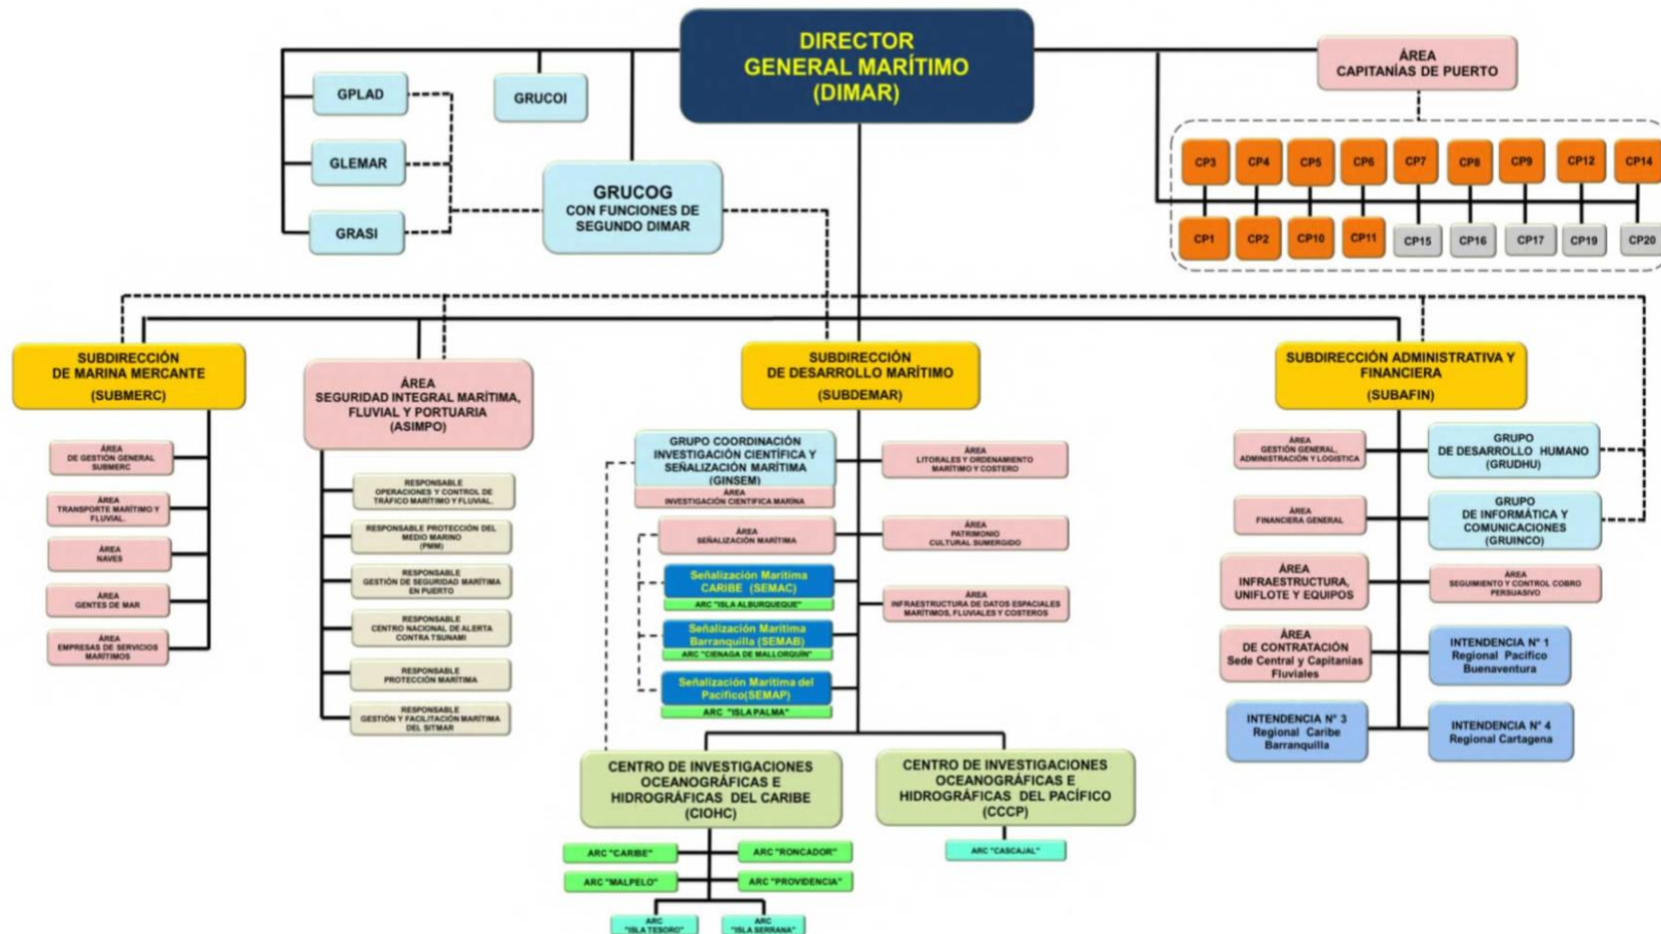 DIRECTOR
GENERAL MARÍTIMO
(DIMAR)
ÁREA
CAPITANÍAS DE PUERTO
GPLAD
GRUCOI
GLEMAR
GRASI
GRUCOG
CON FUNCIONES DE
SEGUNDO DIMAR
CP3
CP4
CP5
CP6
CP7
CP8
CP9
CP12
CP14
CP1
CP2
CP10
CP11
CP15
CP16
CP17
CP19
CP20
SUBDIRECCIÓN
DE MARINA MERCANTE
(SUBMERC)
ÁREA
DE GESTIÓN GENERAL
SUBMERC
ÁREA
TRANSPORTE MARÍTIMO Y
FLUVIAL.
ÁREA
NAVES
ÁREA
GENTES DE MAR
ÁREA
EMPRESAS DE SERVICIOS
MARÍTIMOS
ÁREA
SEGURIDAD INTEGRAL MARÍTIMA,
FLUVIAL Y PORTUARIA
(ASIMPO)
RESPONSABLE
OPERACIONES Y CONTROL DE
TRÁFICO MARÍTIMO Y FLUVIAL.
RESPONSABLE PROTECCIÓN DEL
MEDIO MARINO
(PMM)
RESPONSABLE
GESTIÓN DE SEGURIDAD MARÍTIMA
EN PUERTO
RESPONSABLE
CENTRO NACIONAL DE ALERTA
CONTRA TSUNAMI
RESPONSABLE
PROTECCIÓN MARÍTIMA
RESPONSABLE
GESTIÓN Y FACILITACIÓN MARÍTIMA
DEL SITMAR
SUBDIRECCIÓN
DE DESARROLLO MARÍTIMO
(SUBDEMAR)
GRUPO COORDINACIÓN
INVESTIGACIÓN CIENTÍFICA Y
SEÑALIZACIÓN MARÍTIMA
(GINSEM)
ÁREA
INVESTIGACIÓN CIENTIFICA MARÍNA
ÁREA
SEÑALIZACIÓN MARÍTIMA
Señalización Marítima
CARIBE (SEMAC)
ARC "ISLA ALBURQUEQUE"
Señalización Marítima
Barranquilla (SEMAB)
ARC "CIENAGA DE MALLORQUÍN"
Señalización Marítima del
Pacífico(SEMAP)
ARC "ISLA PALMA"
ÁREA
LITORALES Y ORDENAMIENTO
MARÍTIMO Y COSTERO
ÁREA
PATRIMONIO
CULTURAL SUMERGIDO
ÁREA
INFRAESTRUCTURA DE DATOS ESPACIALES
MARÍTIMOS, FLUVIALES Y COSTEROS
CENTRO DE INVESTIGACIONES
OCEANOGRÁFICAS E
HIDROGRÁFICAS DEL CARIBE
(CIOHC)
ARC "CARIBE"
ARC "RONCADOR"
ARC "MALPELO"
ARC "PROVIDENCIA"
ARC
"ISLA TESORO"
ARC
"ISLA SERRANA"
CENTRO DE INVESTIGACIONES
OCEANOGRÁFICAS E
HIDROGRÁFICAS DEL PACÍFICO
(CCCP)
ARC "CASCAJAL"
SUBDIRECCIÓN ADMINISTRATIVA Y
FINANCIERA
(SUBAFIN)
ÁREA
GESTIÓN GENERAL,
ADMINISTRACIÓN Y LOGISTICA
GRUPO
DE DESARROLLO HUMANO
(GRUDHU)
ÁREA
FINANCIERA GENERAL
GRUPO
DE INFORMÁTICA Y
COMUNICACIONES
(GRUINCO)
ÁREA
INFRAESTRUCTURA,
UNIFLOTE Y EQUIPOS
ÁREA
SEGUIMIENTO Y CONTROL COBRO
PERSUASIVO
ÁREA
DE CONTRATACIÓN
Sede Central y Capitanías
Fluviales
INTENDENCIA N° 1
Regional Pacífico
Buenaventura
INTENDENCIA N° 3
Regional Caribe
Barranquilla
INTENDENCIA N° 4
Regional Cartagena